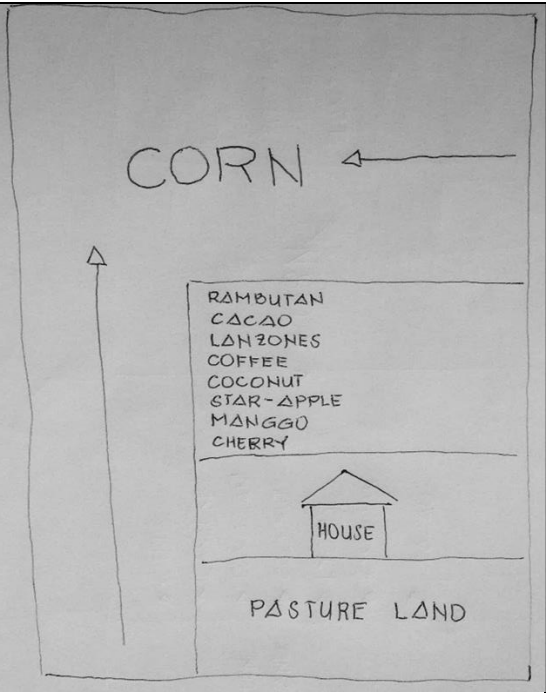 CORN
RAMBUTAN
CACAO
LANZONES
COFFEE
COCONUT
STAR-APPLE
MANGGO
CHERRY
HOUSE
PASTURE LAND